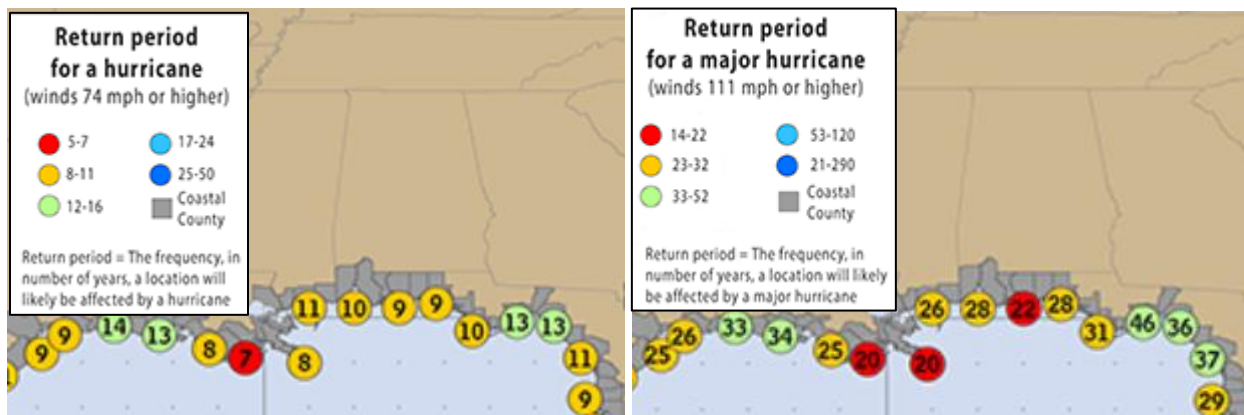 Return period
for a hurricane
(winds 74 mph or higher)
5-7
17-24
8-11
25-50
12-16
Coastal
County
Return period = The frequency, in
number of years, a location will
likely be affected by a hurricane
9
9
14
13
8
7
8
11
10
9
9
10
13
13
11
9
Return period
for a major hurricane
(winds 111 mph or higher)
14-22
53-120
23-32
21-290
33-52
Coastal
County
Return period = The frequency, in
number of years, a location will likely
be affected by a major hurricane
25
26
33
34
25
20
20
26
28
22
28
31
46
36
37
29